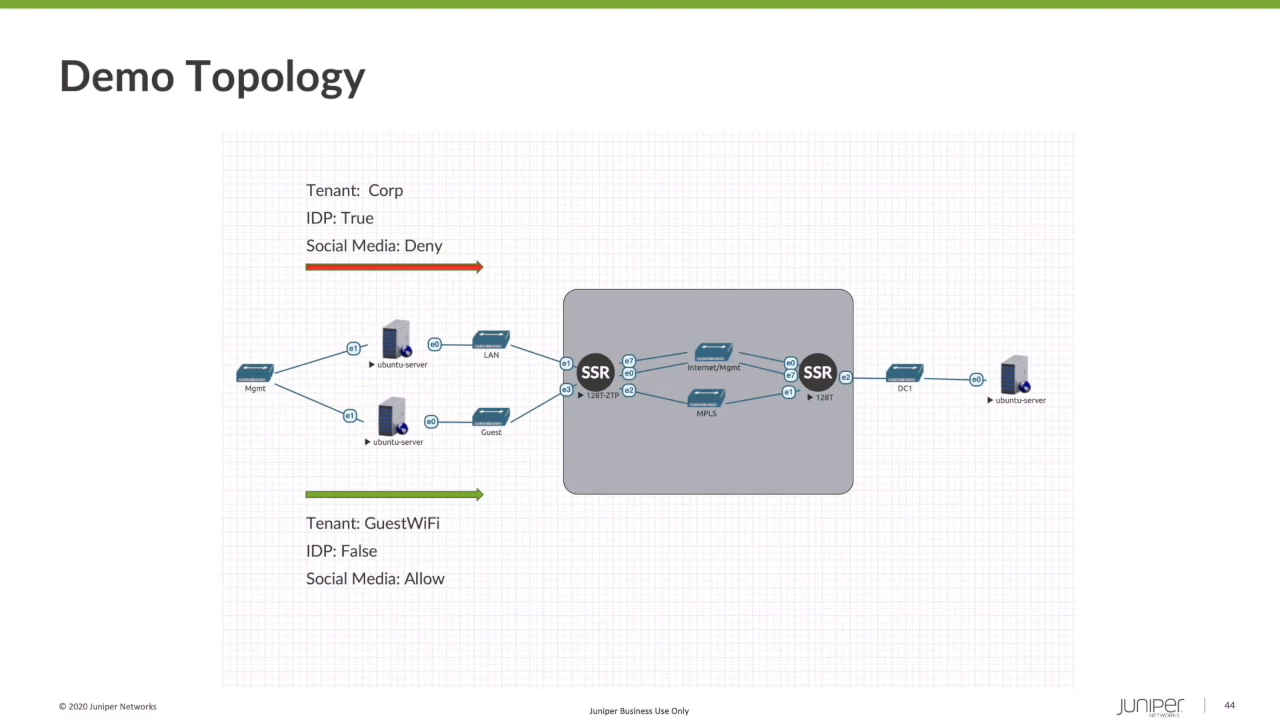 Demo Topology
Tenant: Corp
IDP: True
Social Media: Deny
e1
ubuntu-server
e0
LAN
Mgmt
e1
ubuntu-server
e0
Guest
e1
e3
SSR
128T-ZTP
e7
e0
e2
Internet/Mgmt
MPLS
e0
e7
e1
SSR
128T
e2
DC1
e0
ubuntu-server
Tenant: GuestWiFi
IDP: False
Social Media: Allow
© 2020 Juniper Networks
Juniper Business Use Only
JUNIPER
NETWORKS
44